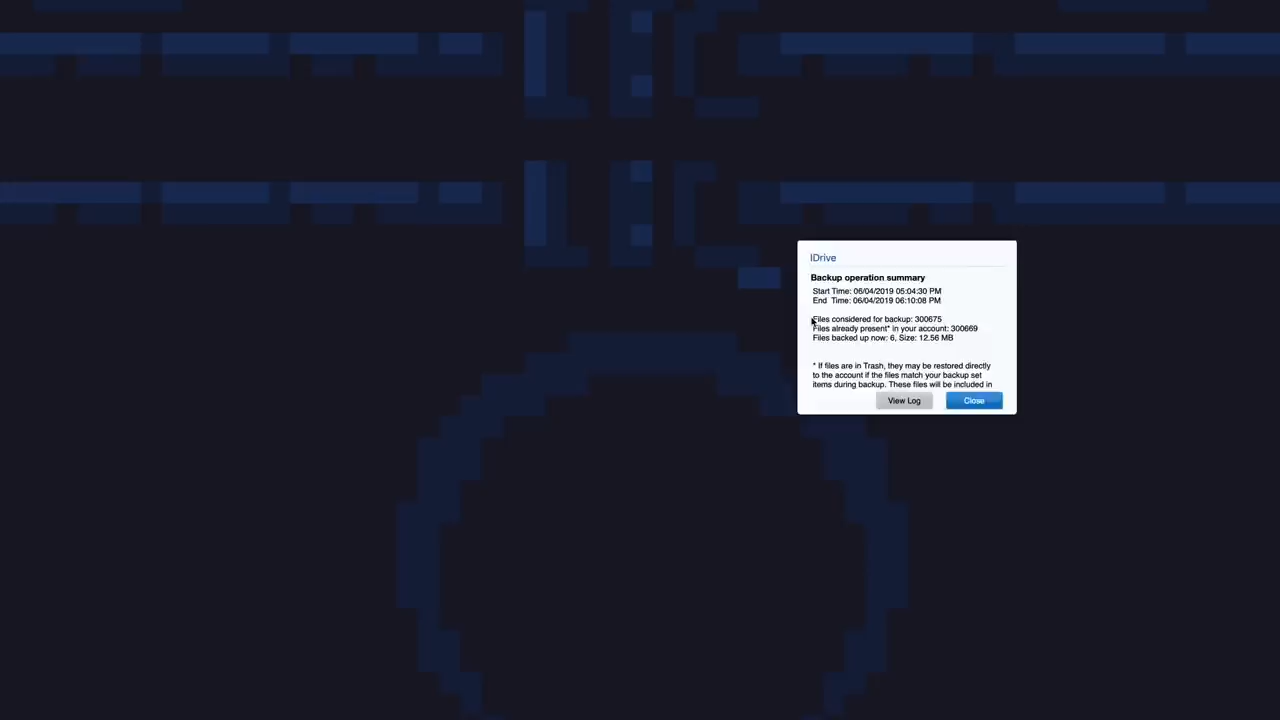 IDrive
Backup operation summary
Start Time: 06/04/2019 05:04:30 PM
End Time: 06/04/2019 06:10:08 PM
Files considered for backup: 300675
Files already present* in your account: 300669
Files backed up now: 6, Size: 12.56 MB
* If files are in Trash, they may be restored directly
to the account if the files match your backup set
items during backup. These files will be included in
View Log
Close